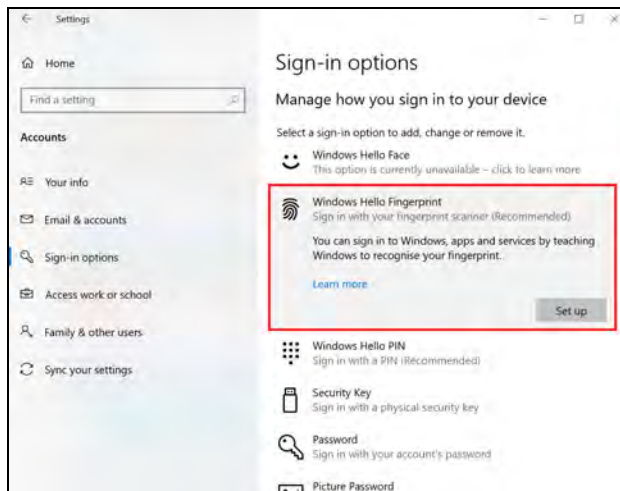 Settings
Home
Find a setting
Accounts
Your info
Email & accounts
Sign-in options
Access work or school
Family & other users
Sync your settings
Sign-in options
Manage how you sign in to your device
Select a sign-in option to add, change or remove it.
Windows Hello Face
This option is currently unavailable – click to learn more
Windows Hello Fingerprint
Sign in with your fingerprint scanner (Recommended)
You can sign in to Windows, apps and services by teaching
Windows to recognise your fingerprint.
Learn more
Set up
Windows Hello PIN
Sign in with a PIN (Recommended)
Security Key
Sign in with a physical security key
Password
Sign in with your account's password
Picture Password